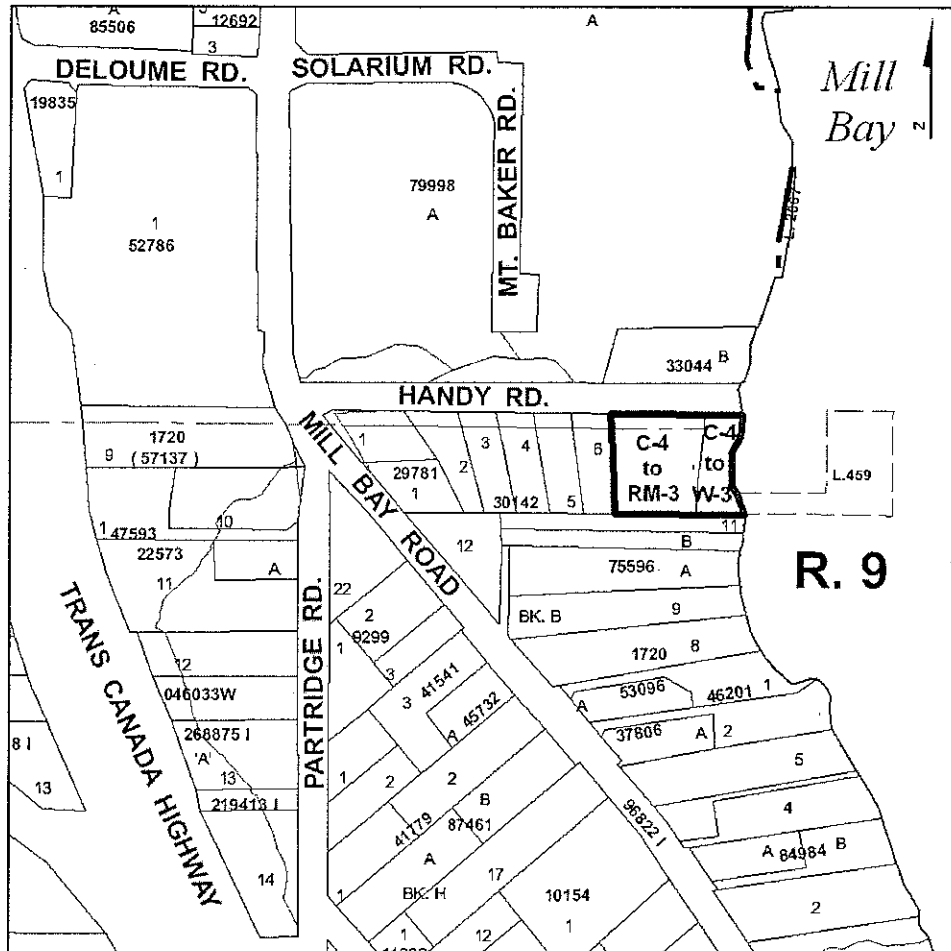 A
85506
12692
3
A
DELOUME RD.
SOLARIUM RD.
Mill
Bay
N
19835
1
MT. BAKER RD.
79998
A
1
52786
33044 B
HANDY RD.
MILL BAY ROAD
1720
9 ( 57137 )
1
29781
1
2
3
4
30142
5
6
C-4
to
RM-3
C-4
to
W-3
L.459
11
10
1 47593
22573
11
A
12
B
75596 A
R. 9
BK. B
9
1720 8
53096
46201 1
A
37806 A 2
5
4
A 84984 B
2
TRANS CANADA HIGHWAY
PARTRIDGE RD.
22
2
9299
1
3
3 41541
45732
A
12
046033W
268875 I
'A'
13
219413 I
14
8 I
13
1
2
2
B
41779
87461
A
BK. H
17
10154
1
1
1
12
96822 I